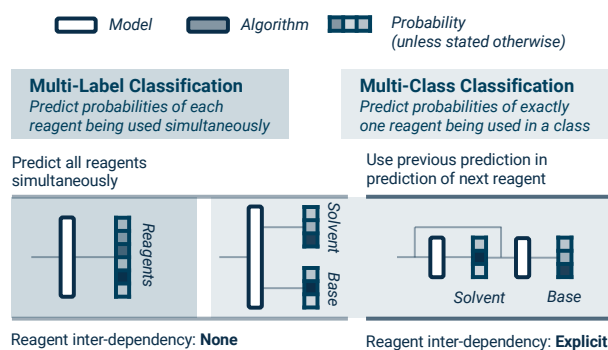 Model
Algorithm
Probability
(unless stated otherwise)
Multi-Label Classification
Predict probabilities of each
reagent being used simultaneously
Multi-Class Classification
Predict probabilities of exactly
one reagent being used in a class
Predict all reagents
simultaneously
Use previous prediction in
prediction of next reagent
Reagents
Solvent
Base
Solvent
Base
Reagent inter-dependency: None
Reagent inter-dependency: Explicit